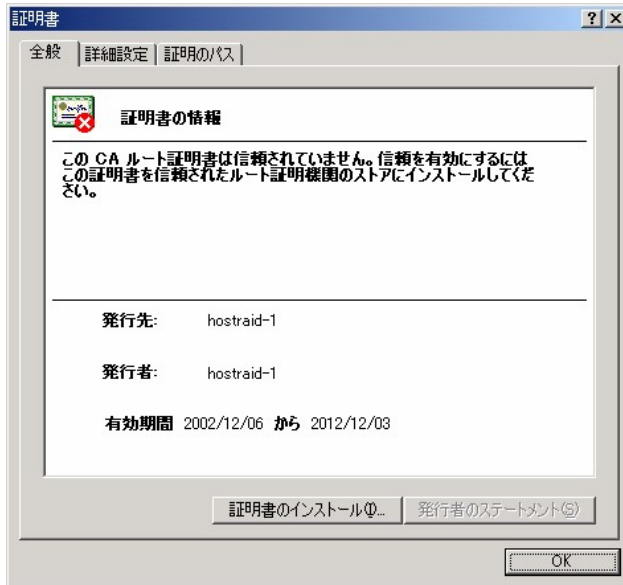 証明書
全般
詳細設定
証明のパス
証明書の情報
この CA ルート証明書は信頼されていません。信頼を有効にするには
この証明書を信頼されたルート証明機関のストアにインストールしてくだ
さい。
発行先: hostraid-1
発行者: hostraid-1
有効期間 2002/12/06 から 2012/12/03
証明書のインストール(I)...
発行者のステートメント(S)
OK